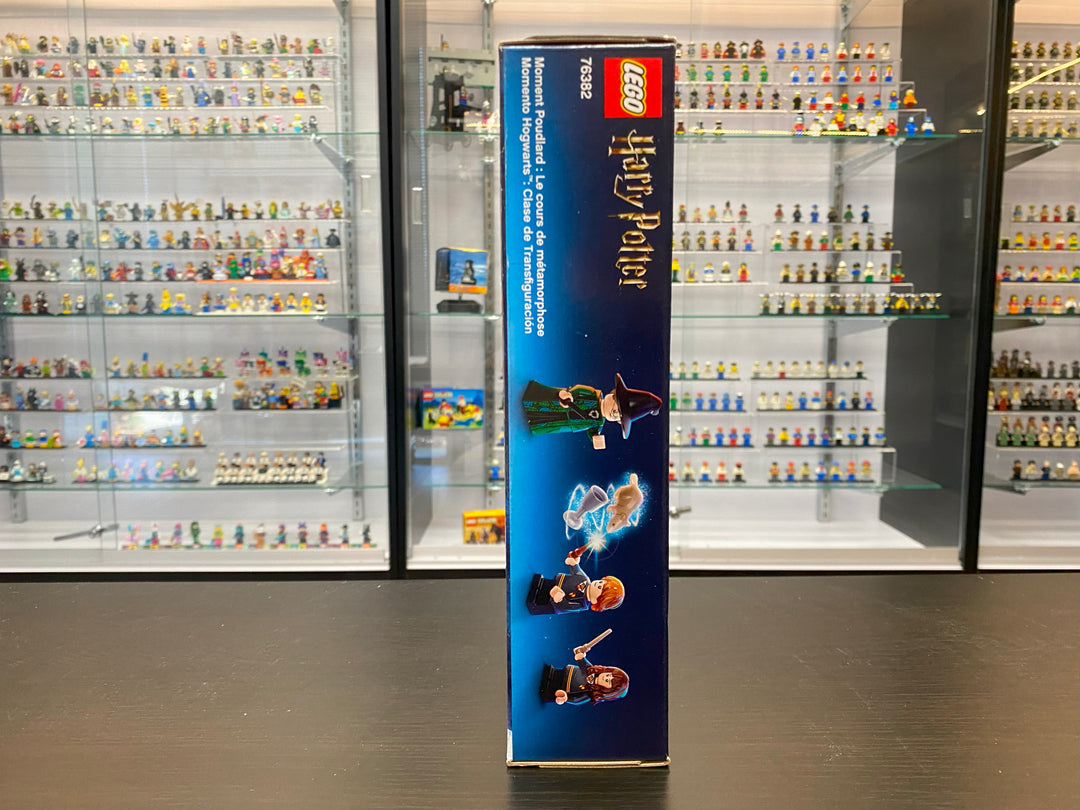 LEGO
Harry Potter
76382
Moment Poudlard : Le cours de métamorphose
Momento Hogwarts™: Clase de Transfiguración